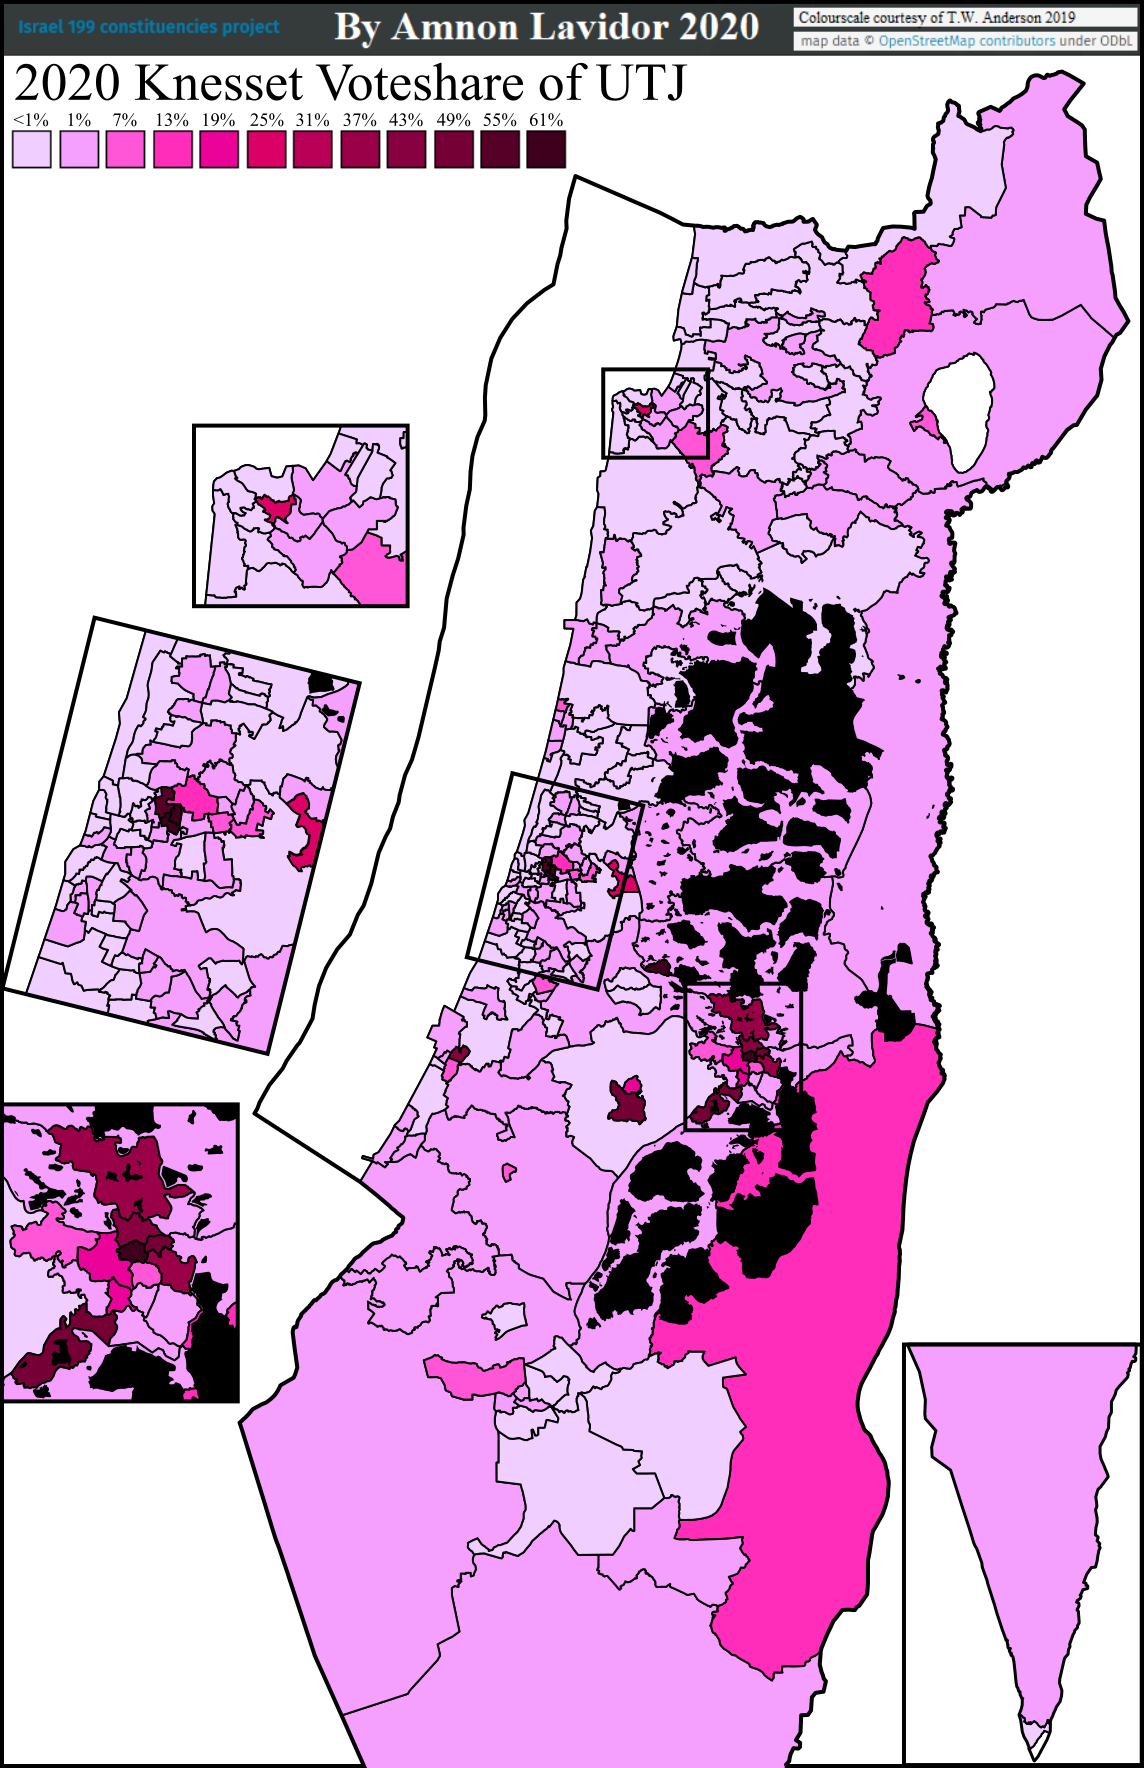 Israel 199 constituencies project
By Amnon Lavidor 2020
Colourscale courtesy of T.W. Anderson 2019
map data © OpenStreetMap contributors under ODbL
2020 Knesset Voteshare of UTJ
<1% 1% 7% 13% 19% 25% 31% 37% 43% 49% 55% 61%